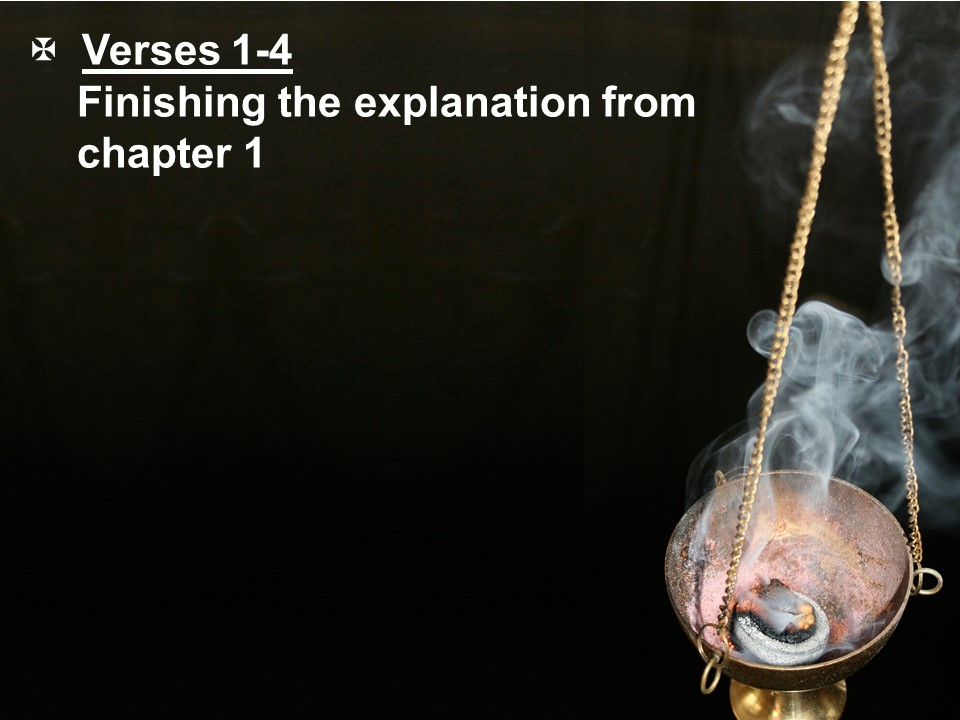 ✠ Verses 1-4
Finishing the explanation from
chapter 1